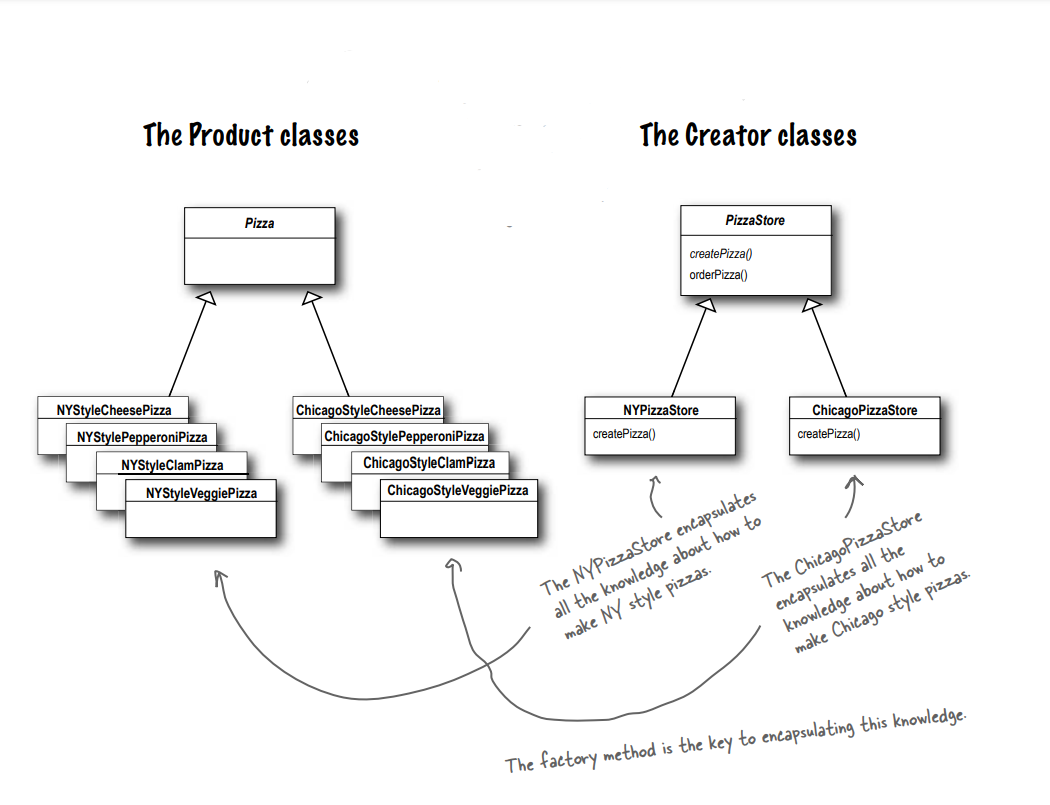 The Product classes
The Creator classes
Pizza
PizzaStore
createPizza()
orderPizza()
NYStyleCheesePizza
NYStylePepperoniPizza
NYStyleClamPizza
NYStyleVeggiePizza
ChicagoStyleCheesePizza
ChicagoStylePepperoniPizza
ChicagoStyleClamPizza
ChicagoStyleVeggiePizza
NYPizzaStore
createPizza()
ChicagoPizzaStore
createPizza()
The NYPizzaStore encapsulates
all the knowledge about how to
make NY style pizzas.
The ChicagoPizzaStore
encapsulates all the
knowledge about how to
make Chicago style pizzas.
The factory method is the key to encapsulating this knowledge.